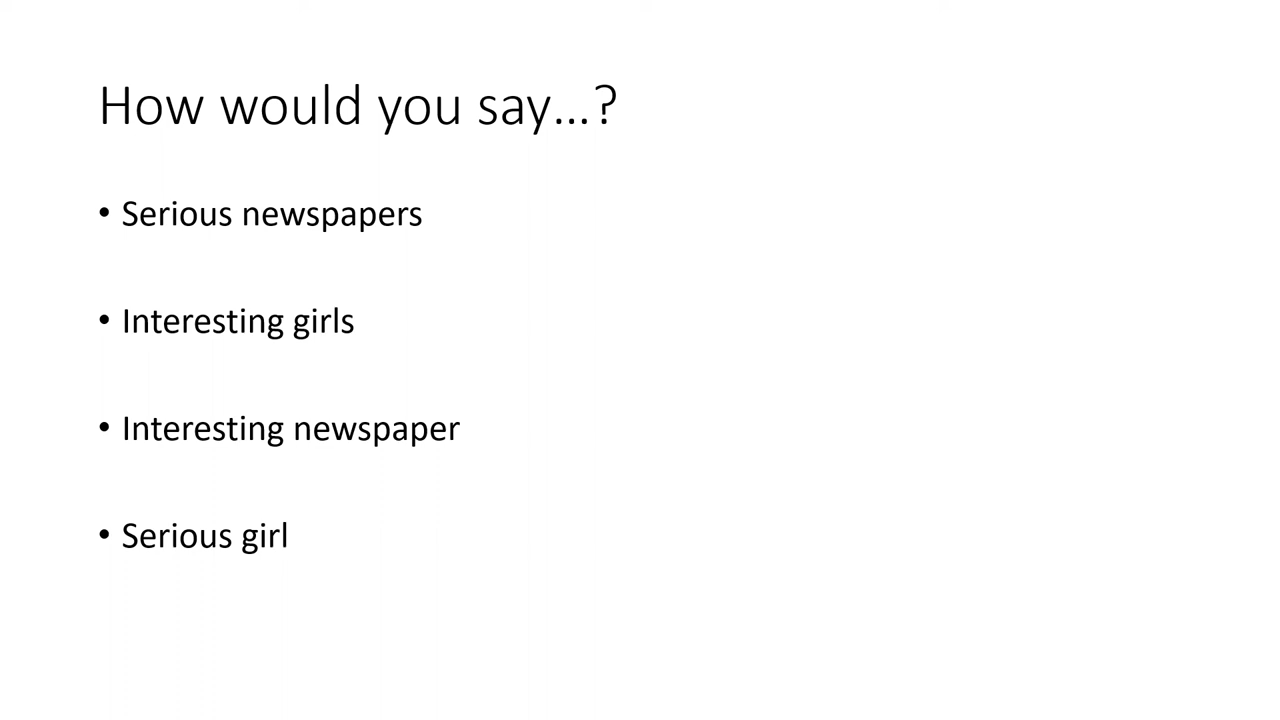 How would you say...?
• Serious newspapers
• Interesting girls
• Interesting newspaper
• Serious girl